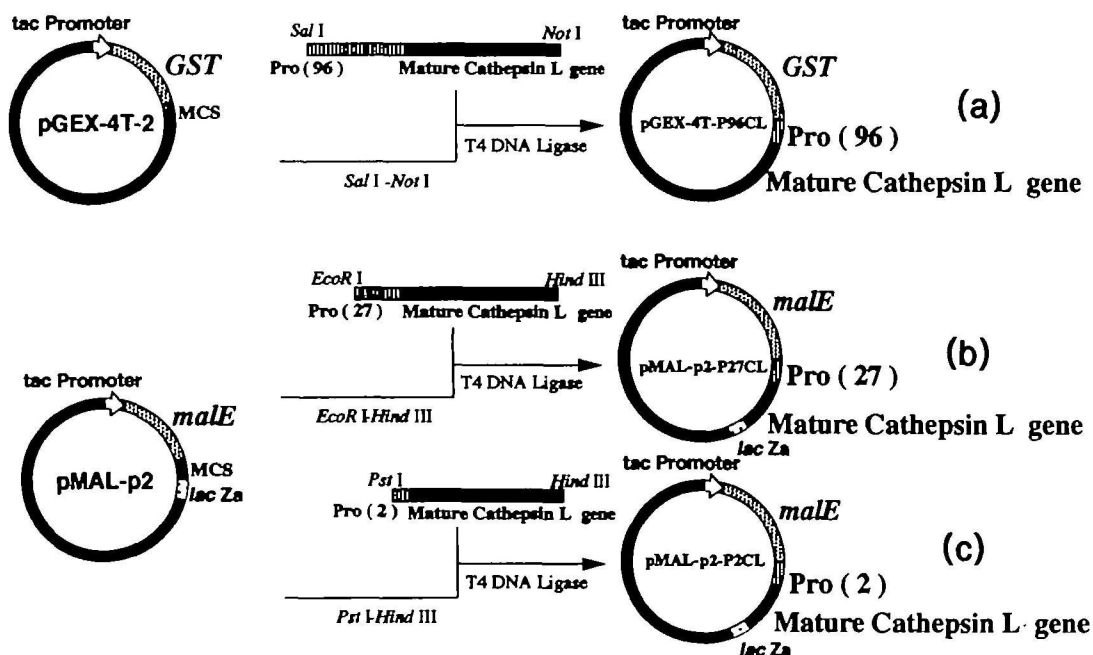 tac Promoter
GST
pGEX-4T-2
MCS
Sal I
Not I
Pro (96)
Mature Cathepsin L gene
T4 DNA Ligase
Sal I -Not I
tac Promoter
GST
pGEX-4T-P96CL
Pro ( 96 )
Mature Cathepsin L gene
(a)
tac Promoter
malE
pMAL-p2
MCS
lac Za
EcoR I
Hind III
Pro (27)
Mature Cathepsin L gene
T4 DNA Ligase
EcoR I-Hind III
tac Promoter
malE
pMAL-p2-P27CL
Pro ( 27 )
Mature Cathepsin L gene
lac Za
(b)
Pst I
Hind III
Pro ( 2 )
Mature Cathepsin L gene
T4 DNA Ligase
Pst I-Hind III
tac Promoter
malE
pMAL-p2-P2CL
Pro ( 2 )
Mature Cathepsin L gene
lac Za
(c)